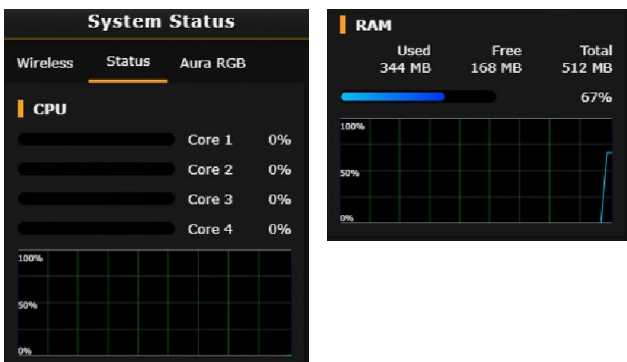 System Status
Wireless Status Aura RGB
CPU
Core 1 0%
Core 2 0%
Core 3 0%
Core 4 0%
100%
50%
0%
RAM
Used Free Total
344 MB 168 MB 512 MB
67%
100%
50%
0%